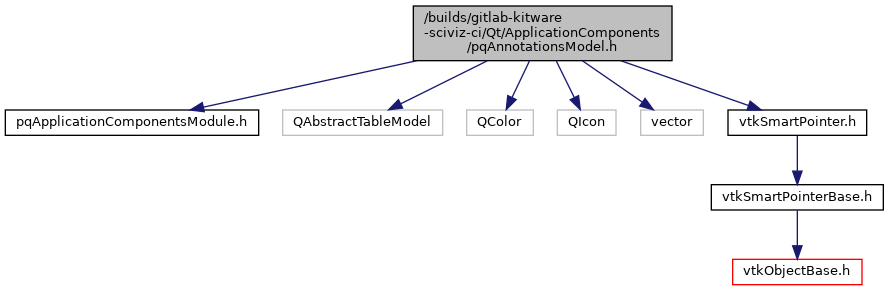 /builds/gitlab-kitware
-sciviz-ci/Qt/ApplicationComponents
/pqAnnotationsModel.h
pqApplicationComponentsModule.h
QAbstractTableModel
QColor
QIcon
vector
vtkSmartPointer.h
vtkSmartPointerBase.h
vtkObjectBase.h